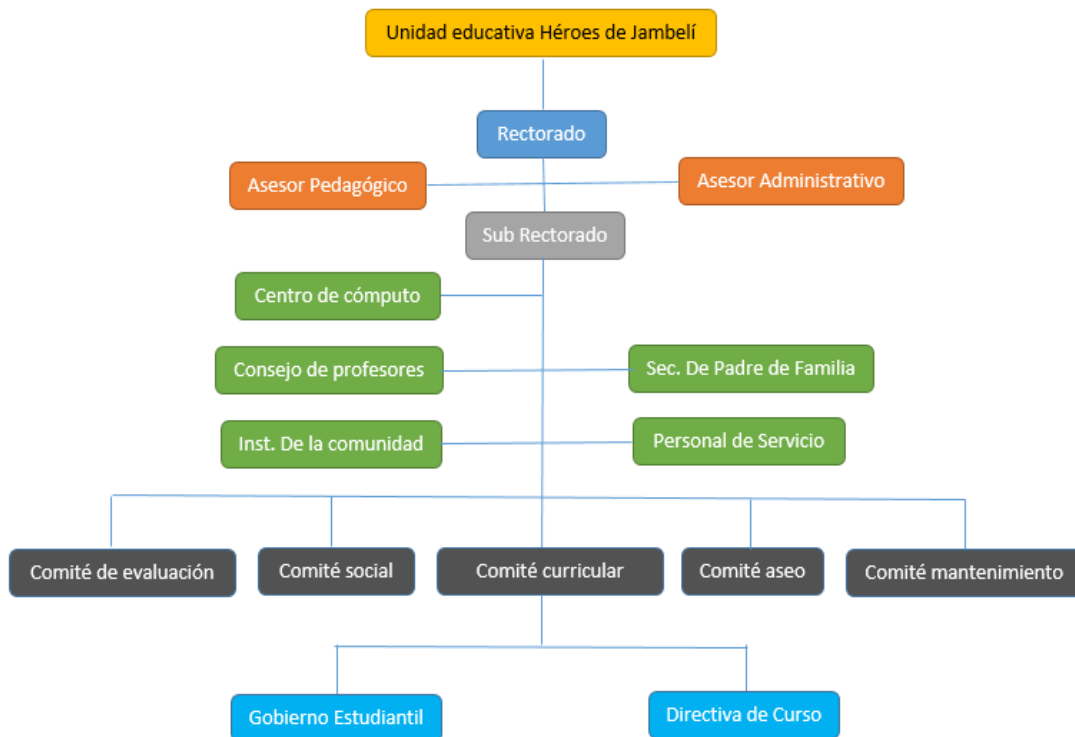 Unidad educativa Héroes de Jambelí
Rectorado
Asesor Pedagógico
Asesor Administrativo
Sub Rectorado
Centro de cómputo
Consejo de profesores
Sec. De Padre de Familia
Inst. De la comunidad
Personal de Servicio
Comité de evaluación
Comité social
Comité curricular
Comité aseo
Comité mantenimiento
Gobierno Estudiantil
Directiva de Curso